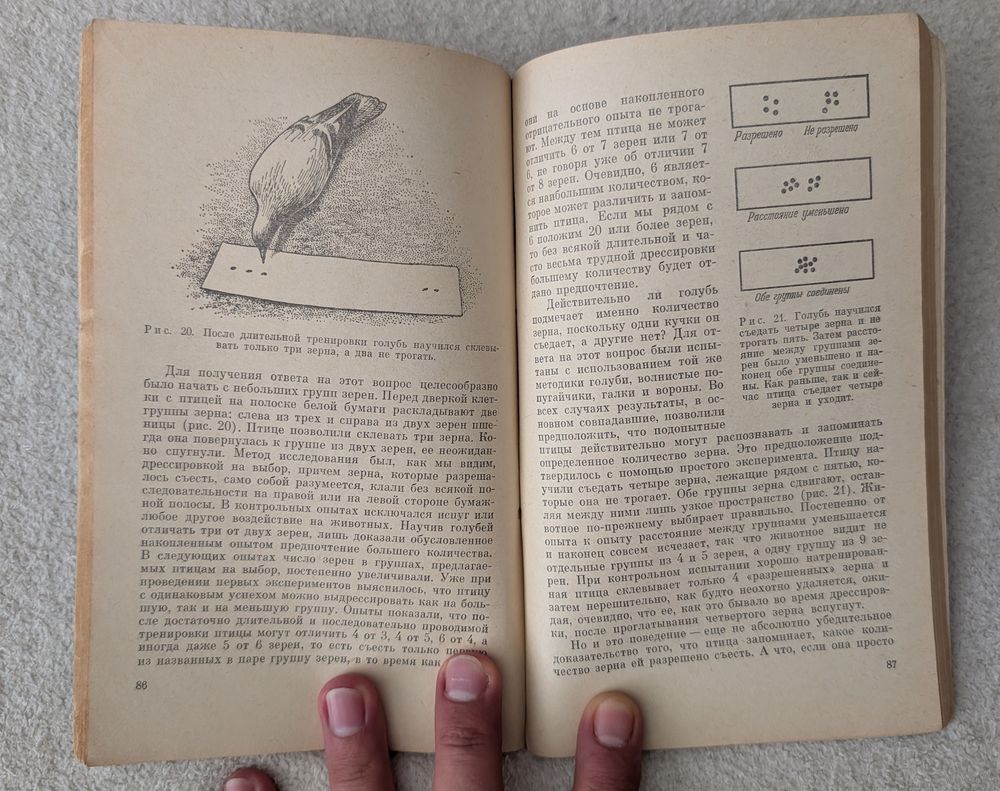 Рис. 20. После длительной тренировки голубь научился склевы-
вать только три зерна, а два не трогать.
Для получения ответа на этот вопрос целесообразно
было начать с небольших групп зерен. Перед дверкой клет-
ки с птицей на полоске белой бумаги раскладывают две
группы зерна: слева из трех и справа из двух зерен пше-
ницы (рис. 20). Птице позволили склевать три зерна. Ко-
гда она повернулась к группе из двух зерен, ее неожидан-
но спугнули. Метод исследования был, как мы видим,
дрессировкой на выбор, причем зерна, которые разреша-
лось съесть, само собой разумеется, клали без всякой по-
следовательности на правой или на левой стороне бумаж-
ной полосы. В контрольных опытах исключался испуг или
любое другое воздействие на животных. Научив голубей
отличать три от двух зерен, лишь доказали обусловленное
накопленным опытом предпочтение большего количества.
В следующих опытах число зерен в группах, предлагае-
мых птицам на выбор, постепенно увеличивали. Уже при
проведении первых экспериментов выяснилось, что птицу
с одинаковым успехом можно выдрессировать как на боль-
шую, так и на меньшую группу. Опыты показали, что по-
сле достаточно длительной и последовательно проводимой
тренировки птицы могут отличить 4 от 3, 4 от 5, 6 от 4, а
иногда даже 5 от 6 зерен, то есть съесть только первую
из названных в паре группу зерен, в то время как
86
они на основе накопленного
отрицательного опыта не трога-
ют. Между тем птица не может
отличить 6 от 7 зерен или 7 от
6, не говоря уже об отличии 7
от 8 зерен. Очевидно, 6 являет-
ся наибольшим количеством, ко-
торое может различить и запом-
нить птица. Если мы рядом с
6 положим 20 или более зерен,
то без всякой длительной и ча-
сто весьма трудной дрессировки
большему количеству будет от-
дано предпочтение.
Действительно ли голубь
подмечает именно количество
зерна, поскольку одни кучки он
съедает, а другие нет? Для от-
вета на этот вопрос были испы-
таны с использованием той же
методики голуби, волнистые по-
пугайчики, галки и вороны. Во
всех случаях результаты, в ос-
новном совпадавшие, позволили
предположить, что подопытные
птицы действительно могут распознавать и запоминать
определенное количество зерна. Это предположение под-
твердилось с помощью простого эксперимента. Птицу на-
учили съедать четыре зерна, лежащие рядом с пятью, ко-
торые она не трогает. Обе группы зерна сдвигают, остав-
ляя между ними лишь узкое пространство (рис. 21). Жи-
вотное по-прежнему выбирает правильно. Постепенно от
опыта к опыту расстояние между группами уменьшается
и наконец совсем исчезает, так что животное видит не
отдельные группы из 4 и 5 зерен, а одну группу из 9 зе-
рен. При контрольном испытании хорошо натренирован-
ная птица склевывает только 4 «разрешенных» зерна и
затем нерешительно, как будто неохотно удаляется, ожи-
дая, очевидно, что ее, как это бывало во время дрессиров-
ки, после проглатывания четвертого зерна вспугнут.
Но и это поведение — еще не абсолютно убедительное
доказательство того, что птица запоминает, какое коли-
чество зерна ей разрешено съесть. А что, если она просто
Разрешено Не разрешено
Расстояние уменьшено
Обе группы соединены
Рис. 21. Голубь научился
съедать четыре зерна и не
трогать пять. Затем рассто-
яние между группами зе-
рен было уменьшено и на-
конец обе группы соедине-
ны. Как раньше, так и сей-
час птица съедает четыре
зерна и уходит.
87